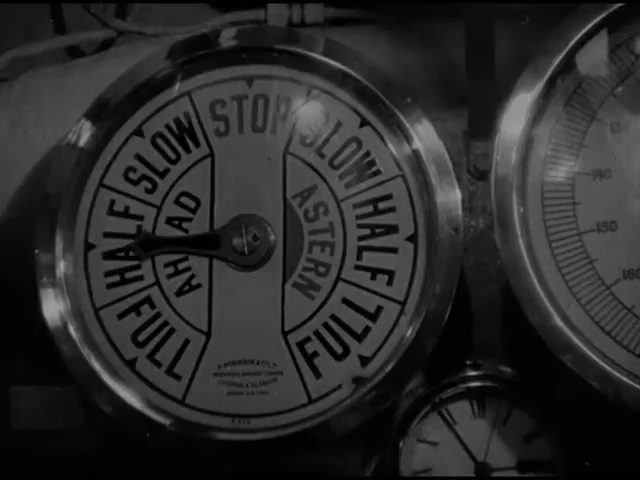 STOP
SLOW
SLOW
HALF
HALF
FULL
FULL
AHEAD
ASTERN
140
150
160